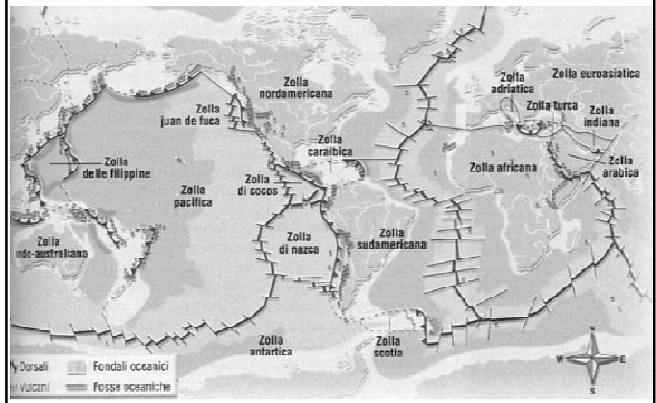 Zolla
nordamericana
Zolla
juan de fuca
Zolla
adriatica
Zolla euroasiatica
Zolla turca
Zolla
indiana
Zolla
caraibica
Zolla
delle filippine
Zolla
di cocos
Zolla africana
Zolla
arabica
Zolla
pacifica
Zolla
indo-australiana
Zolla
di nazca
Zolla
sudamericana
Zolla
antartica
Zolla
scotia
N
W E
S
Dorsali
Fondali oceanici
Vulcani
Fosse oceaniche